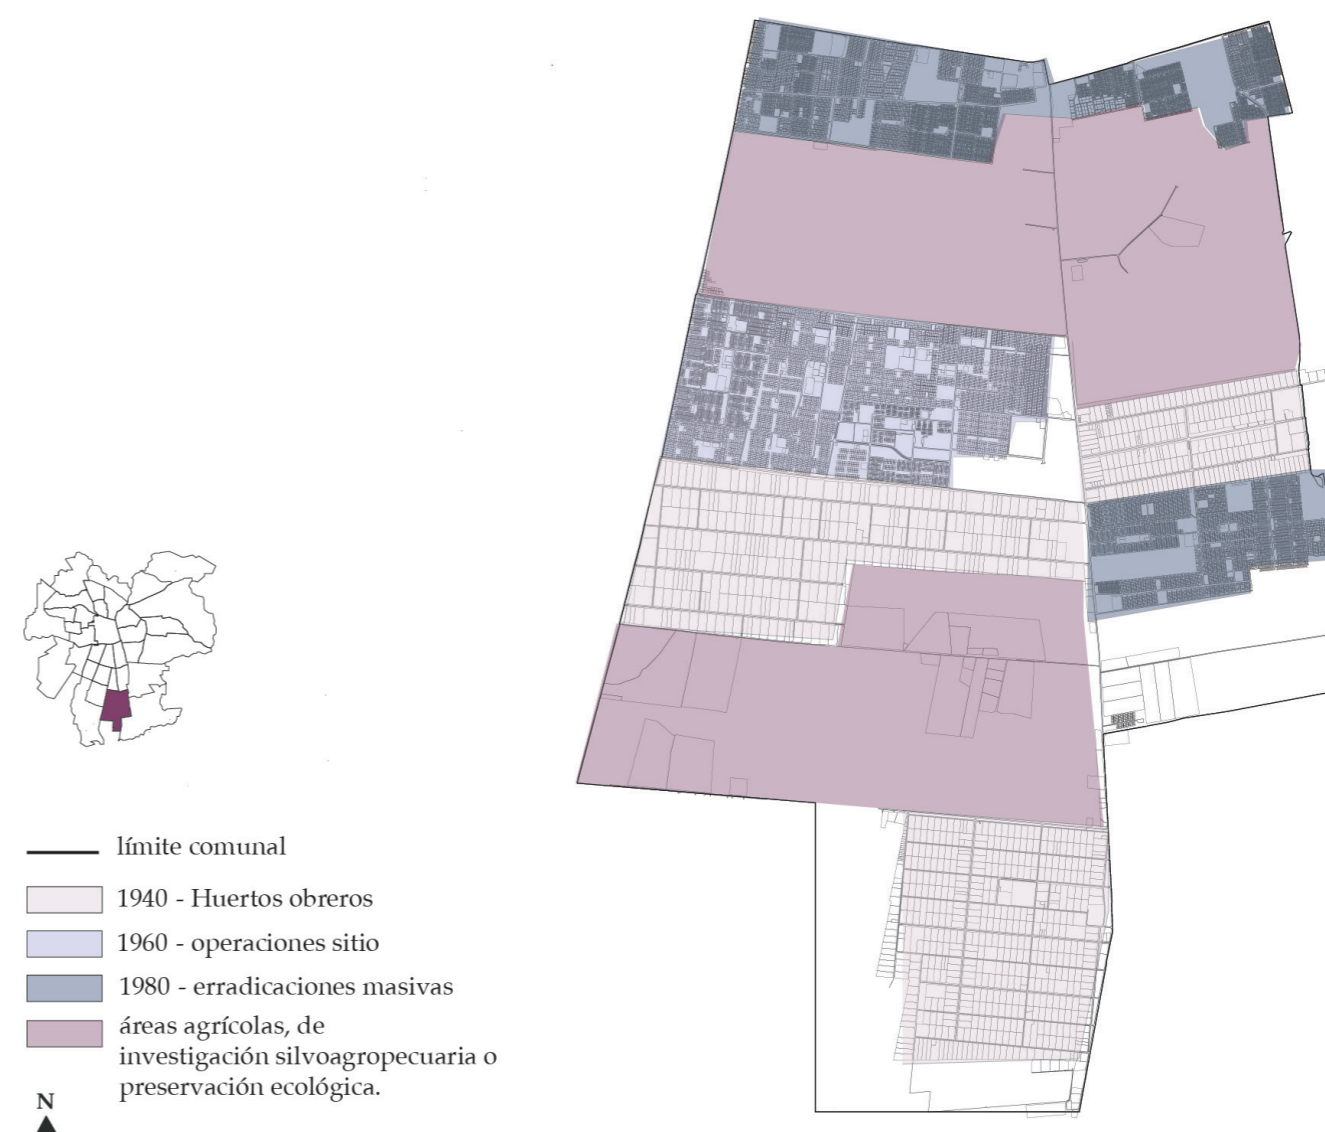 límite comunal
1940 - Huertos obreros
1960 - operaciones sitio
1980 - erradicaciones masivas
áreas agrícolas, de
investigación silvoagropecuaria o
preservación ecológica.
N